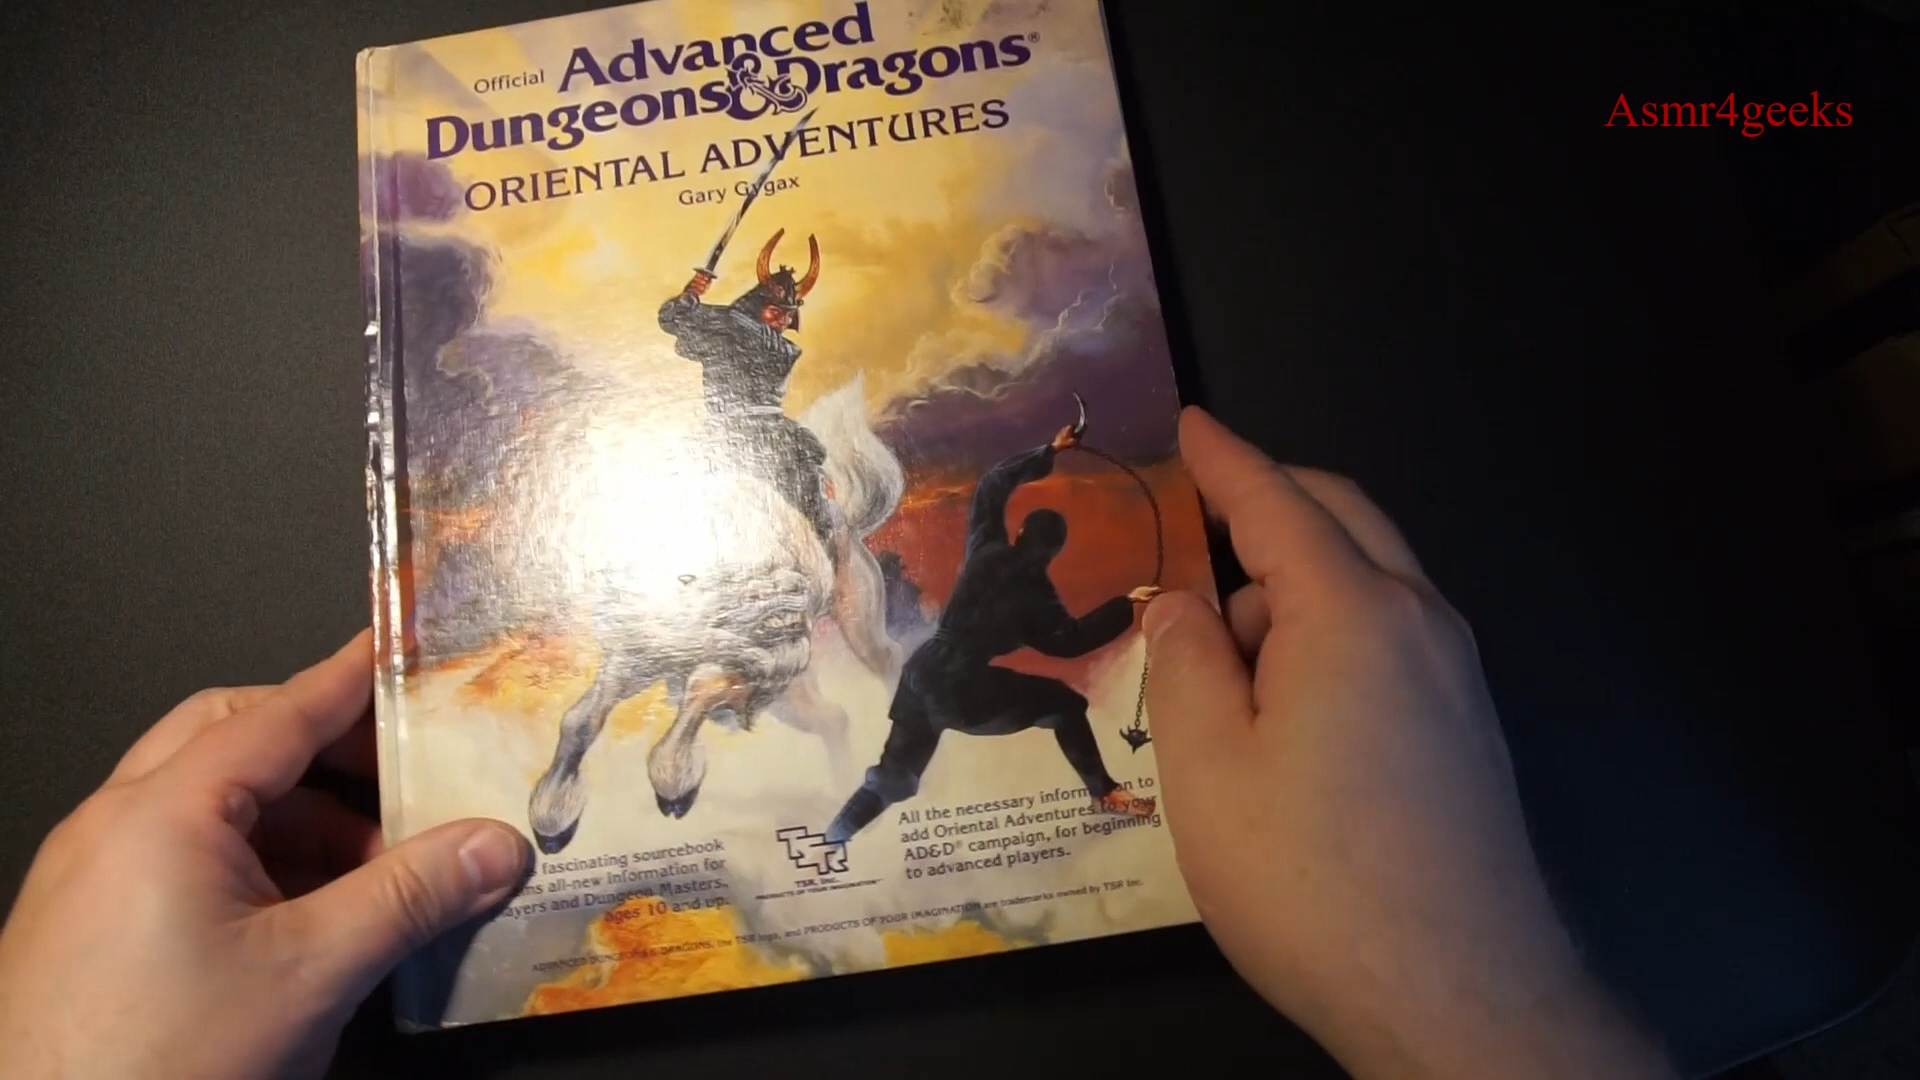 Official Advanced
Dungeons & Dragons®
ORIENTAL ADVENTURES
Gary Gygax
Asmr4geeks
fascinating sourcebook
all-new information for
and Dungeon Masters,
ages 10 and up.
TSR, Inc.
PRODUCTS OF YOUR IMAGINATION™
All the necessary to
add Oriental Adventures to your
AD&D® campaign, for beginning
to advanced players.
ADVANCED DUNGEONS & DRAGONS, the TSR logo, and PRODUCTS OF YOUR IMAGINATION are trademarks owned by TSR Inc.